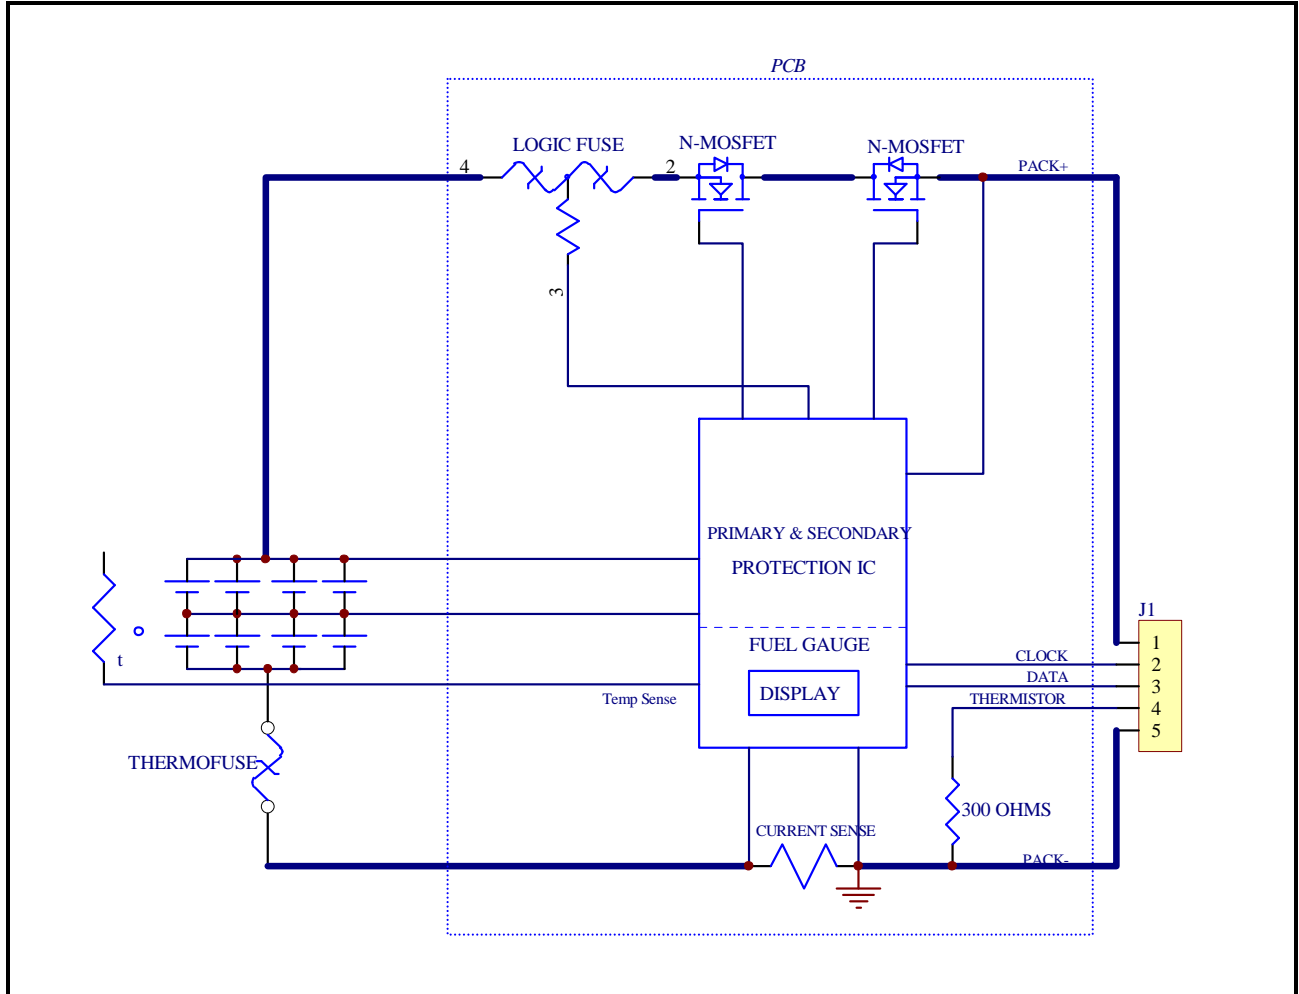 PCB
LOGIC FUSE
N-MOSFET
N-MOSFET
4
2
PACK+
3
PRIMARY & SECONDARY
PROTECTION IC
J1
FUEL GAUGE
1
CLOCK
2
t
DATA
3
DISPLAY
Temp Sense
THERMISTOR
4
5
THERMOFUSE
300 OHMS
CURRENT SENSE
PACK-